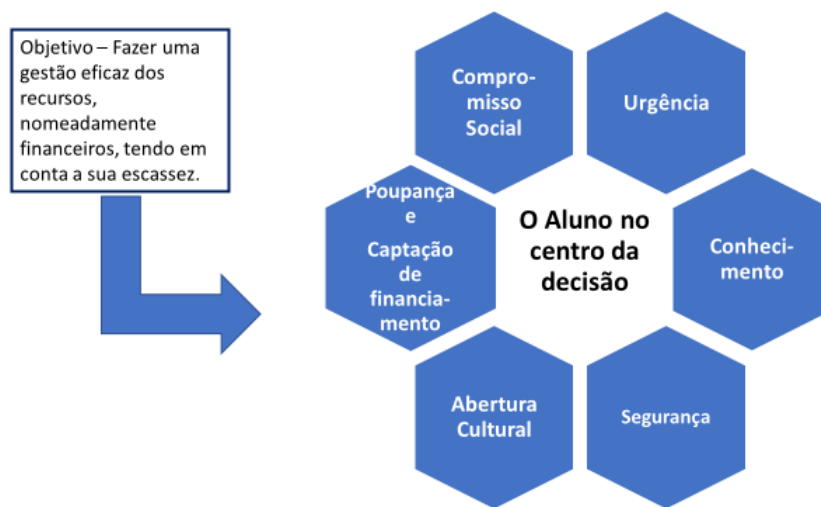 Objetivo – Fazer uma
gestão eficaz dos
recursos,
nomeadamente
financeiros, tendo em
conta a sua escassez.
Compro-
misso
Social
Urgência
Poupança
e
Captação
de
financia-
mento
O Aluno no
centro da
decisão
Conheci-
mento
Abertura
Cultural
Segurança